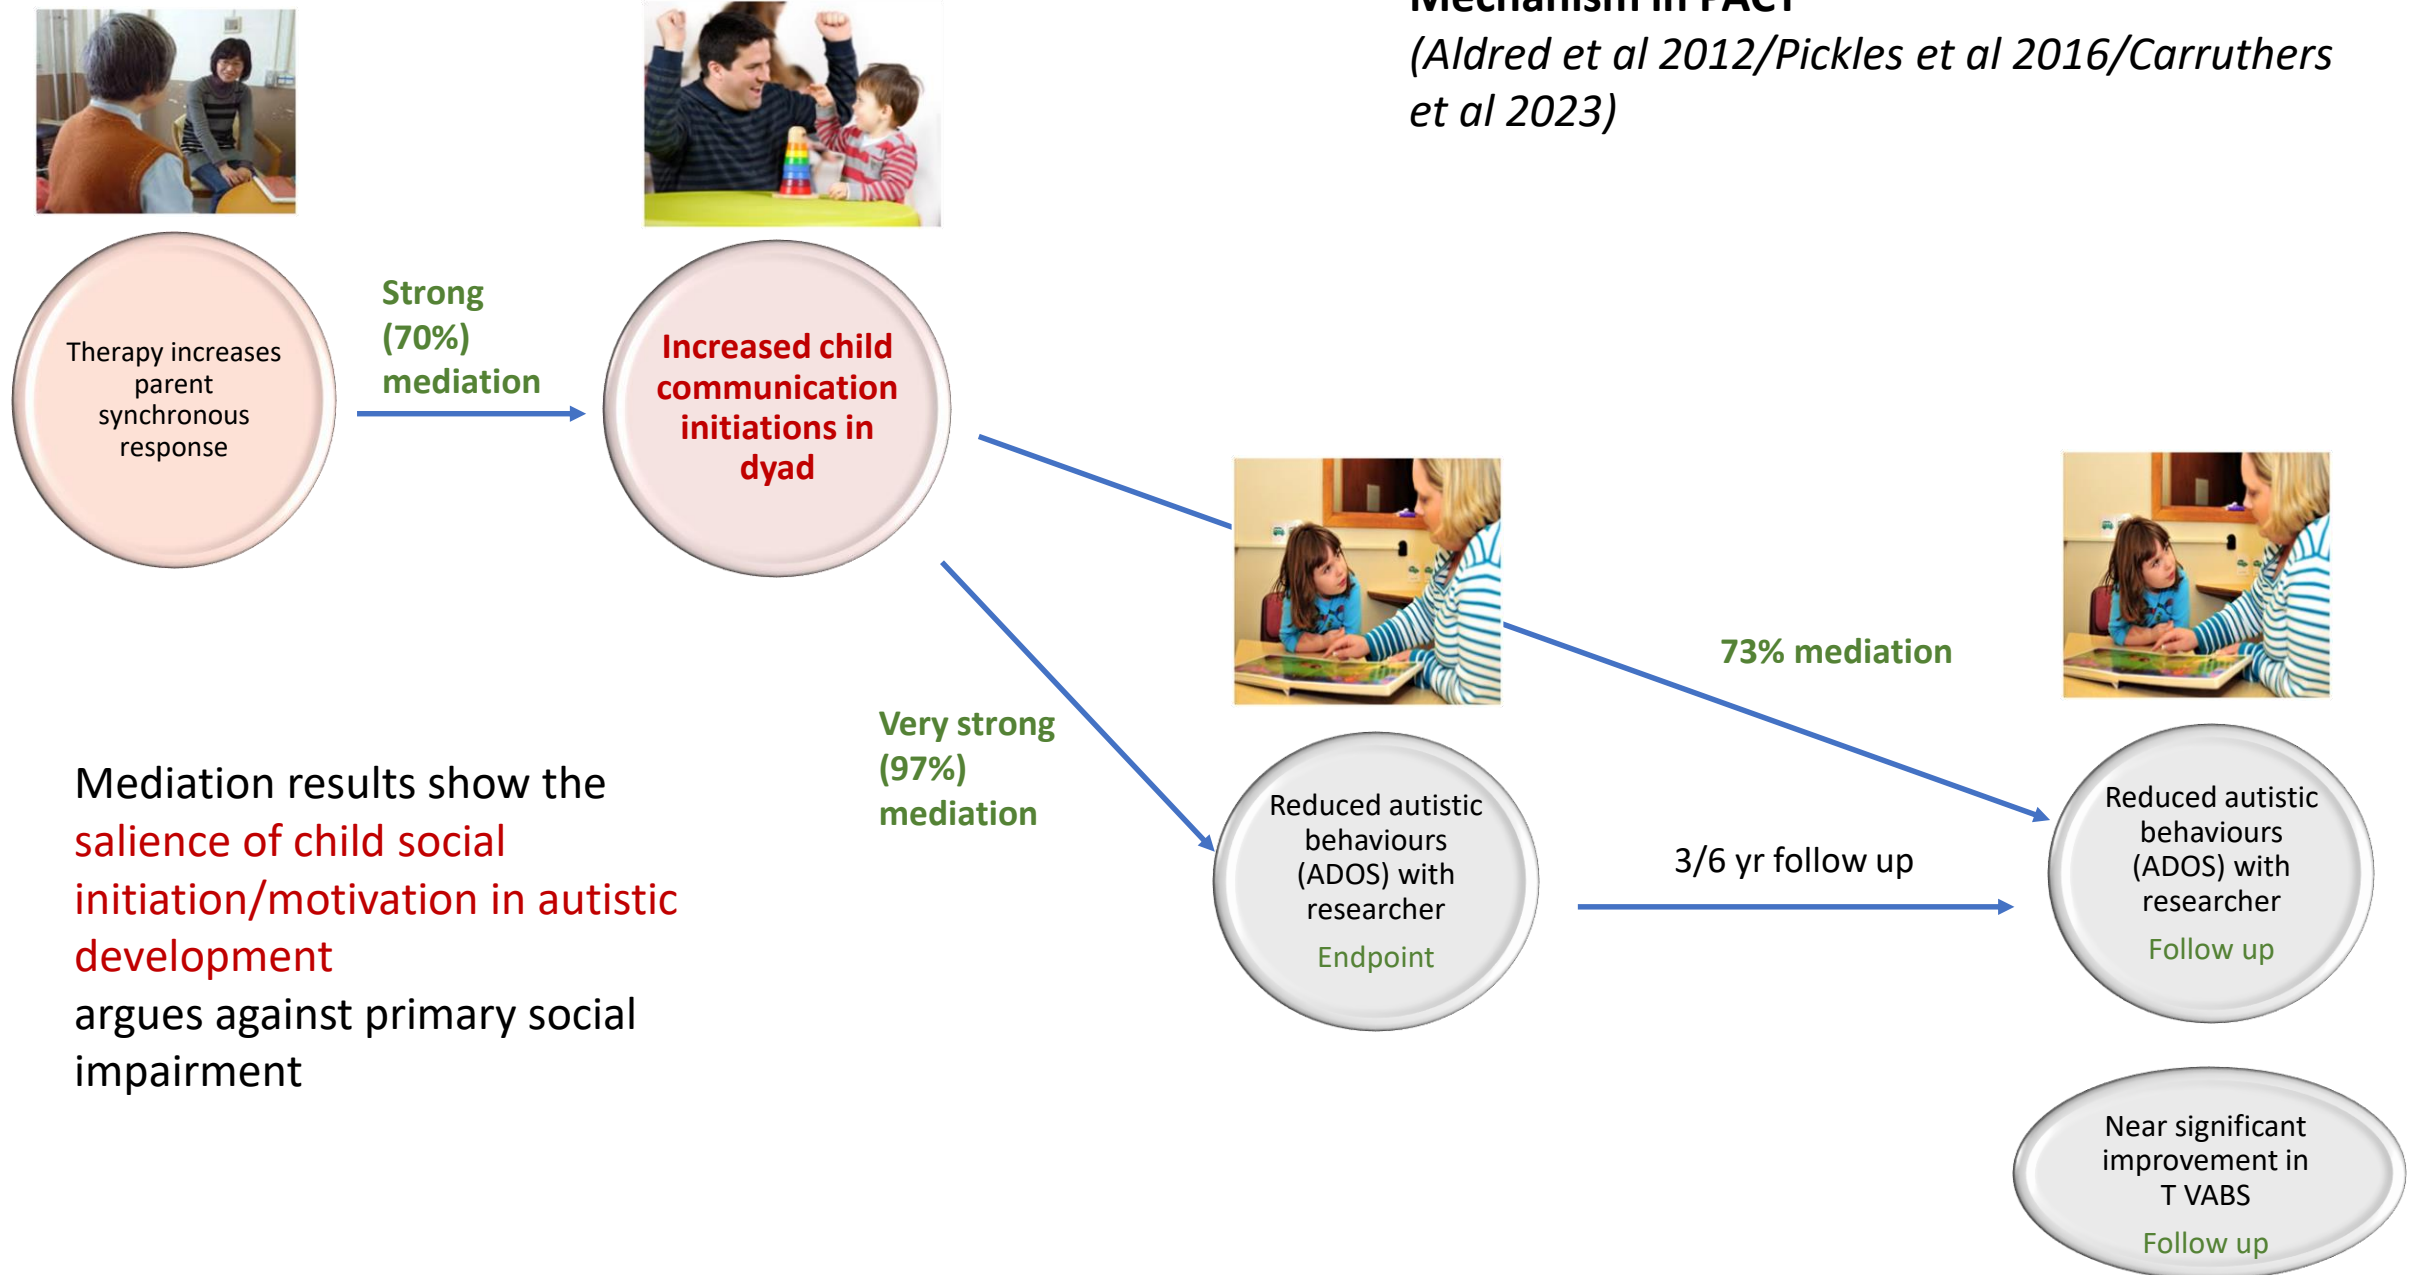 Mechanism in PACT
(Aldred et al 2012/Pickles et al 2016/Carruthers
et al 2023)
Therapy increases
parent
synchronous
response
Strong
(70%)
mediation
Increased child
communication
initiations in
dyad
Very strong
(97%)
mediation
73% mediation
Reduced autistic
behaviours
(ADOS) with
researcher
Endpoint
3/6 yr follow up
Reduced autistic
behaviours
(ADOS) with
researcher
Follow up
Near significant
improvement in
T VABS
Follow up
Mediation results show the
salience of child social
initiation/motivation in autistic
development
argues against primary social
impairment